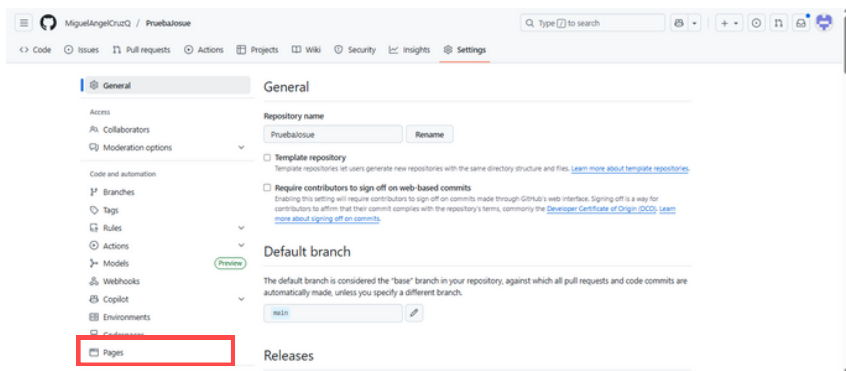 MiguelAngelCruzQ / PruebaJosue
Type / to search
Code Issues Pull requests Actions Projects Wiki Security Insights Settings
General
Access
Collaborators
Moderation options
Code and automation
Branches
Tags
Rules
Actions
Models Preview
Webhooks
Copilot
Environments
Codespaces
Pages
General
Repository name
PruebaJosue Rename
Template repository
Template repositories let users generate new repositories with the same directory structure and files. Learn more about template repositories.
Require contributors to sign off on web-based commits
Enabling this setting will require contributors to sign off on commits made through GitHub's web interface. Signing off is a way for
contributors to affirm that their commit complies with the repository's terms, commonly the Developer Certificate of Origin (DCO). Learn
more about signing off on commits.
Default branch
The default branch is considered the "base" branch in your repository, against which all pull requests and code commits are
automatically made, unless you specify a different branch.
main
Releases